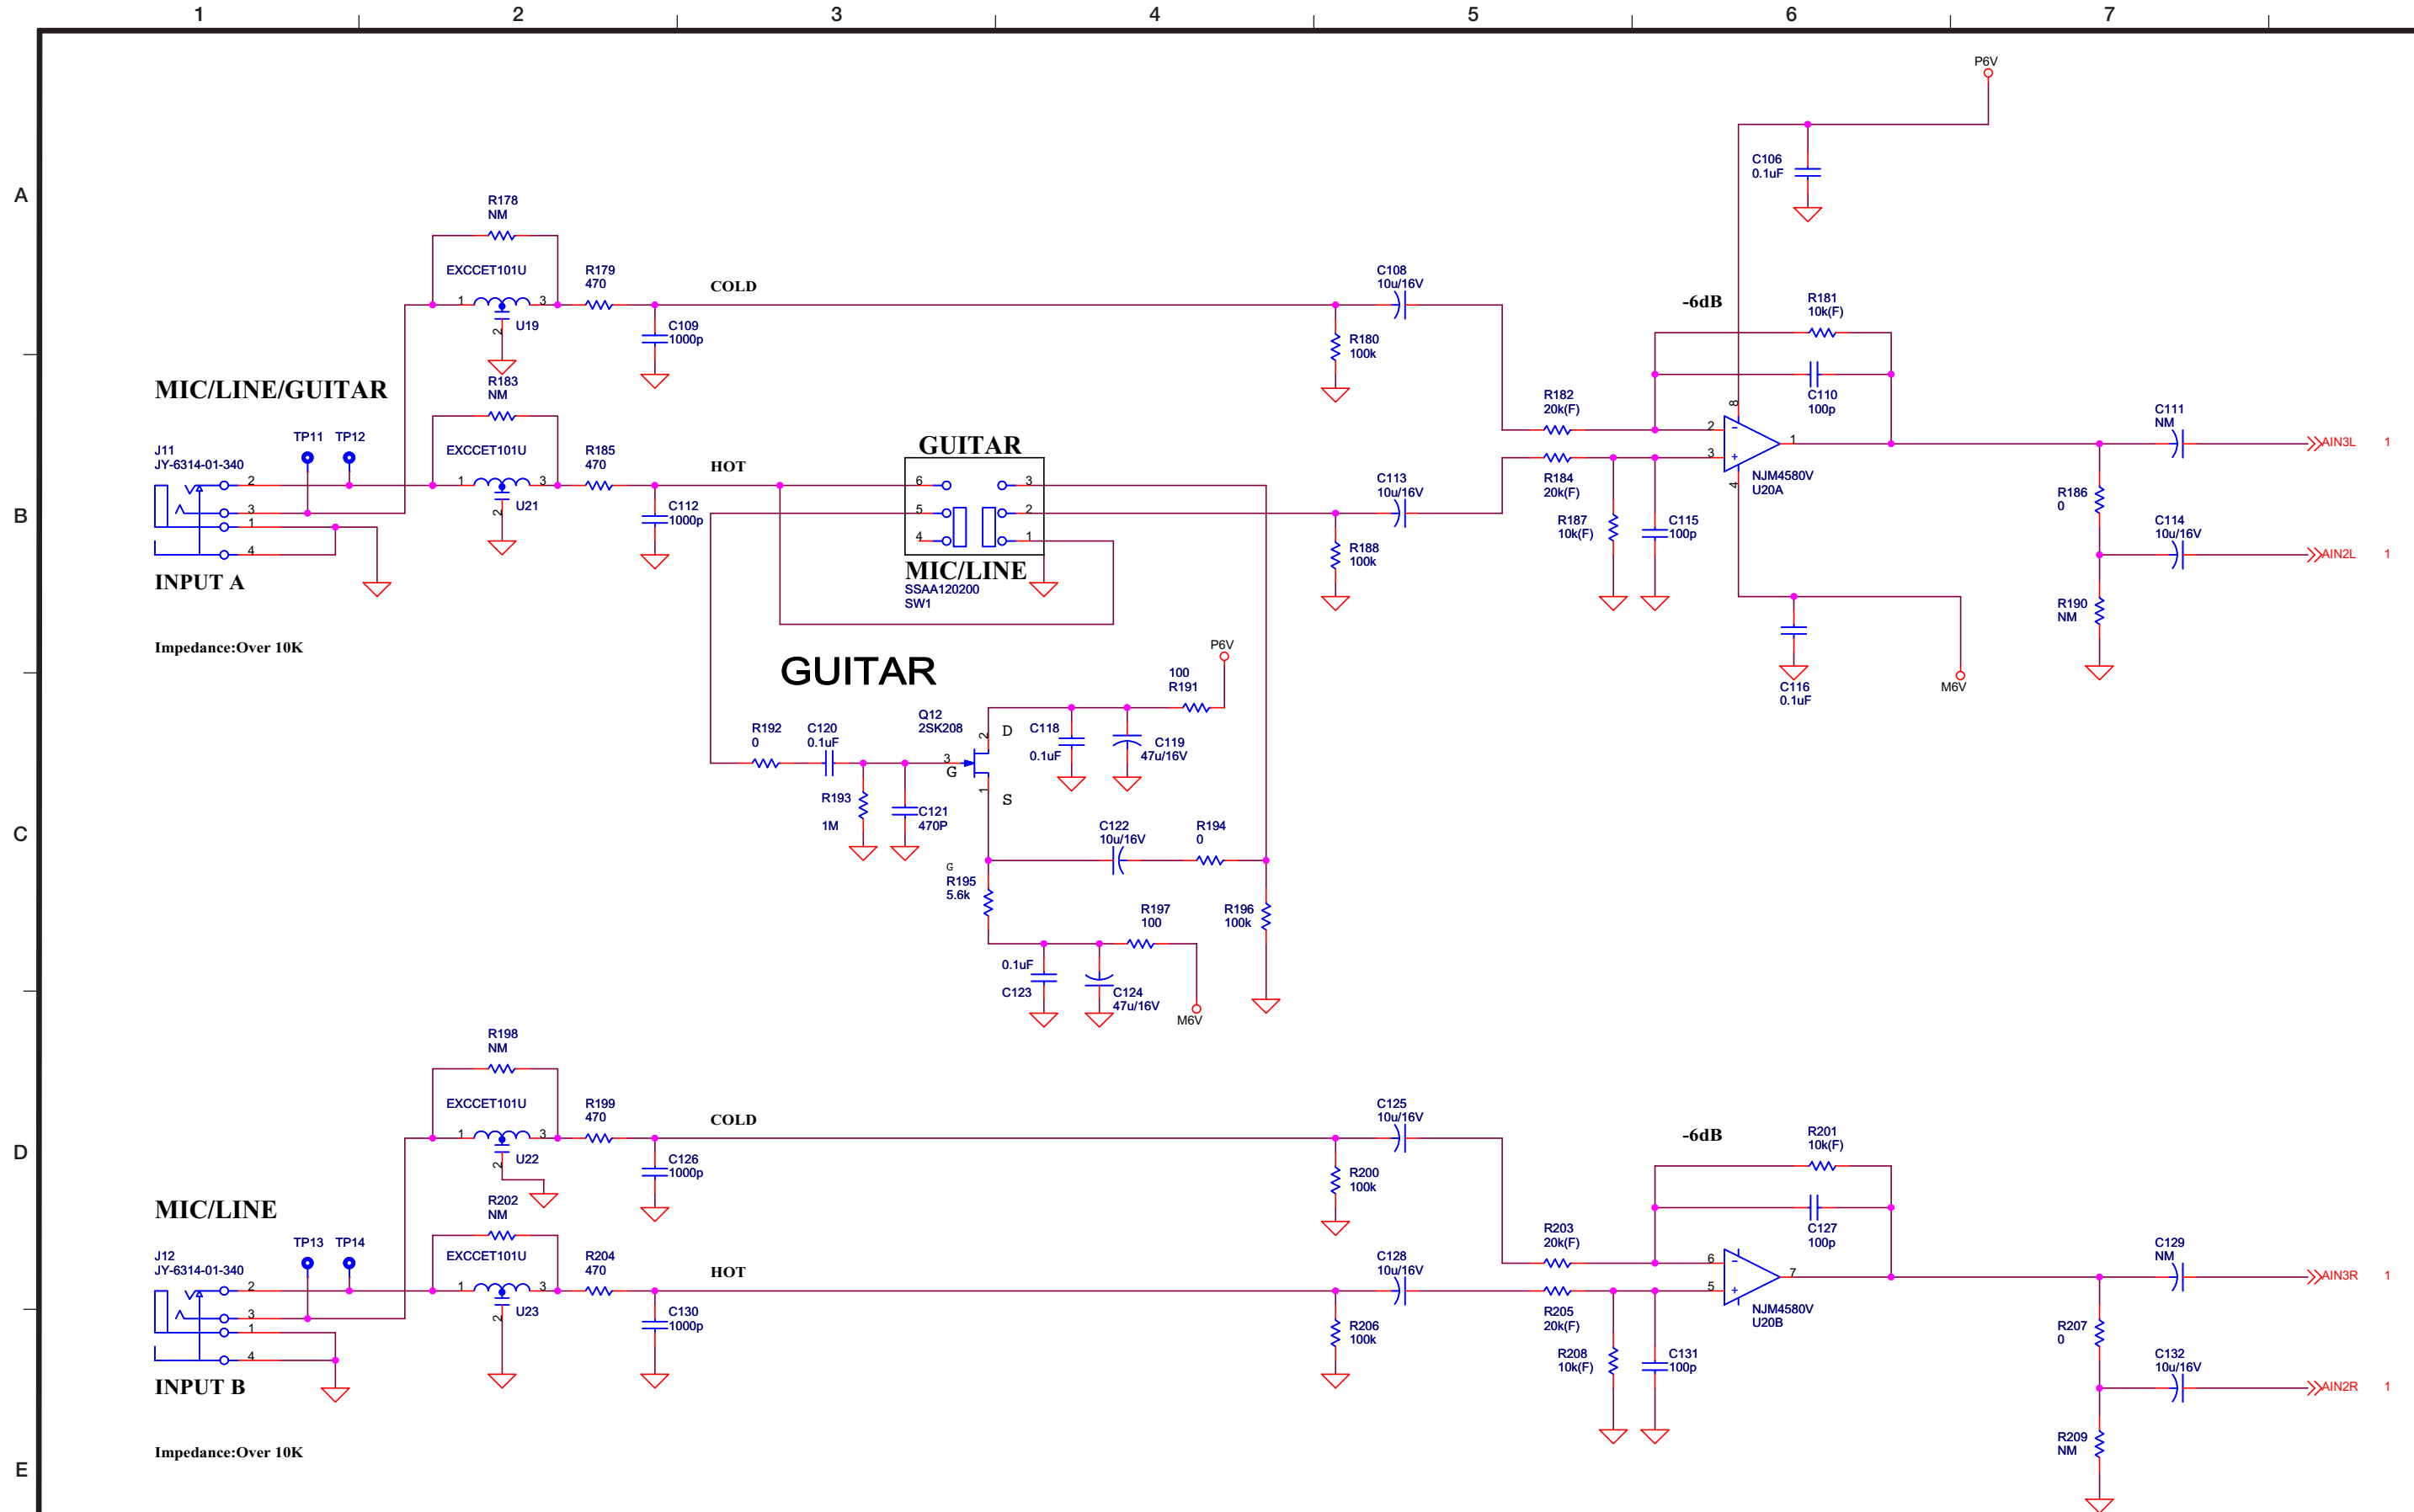 1 2 3 4 5 6 7
P6V
C106
0.1uF
A
R178
NM
EXCCET101U
R179
470
COLD
C108
10u/16V
-6dB
R181
10k(F)
1 3
U19
2
C109
1000p
R180
100k
MIC/LINE/GUITAR
R183
NM
R182
20k(F)
C110
100p
8
C111
NM
J11
JY-6314-01-340
TP11 TP12
EXCCET101U
R185
470
HOT
GUITAR
2
1
AIN3L 1
3
C113
10u/16V
R184
20k(F)
NJM4580V
U20A
4
2
1 3
6 3
R186
0
B
3
1
4
U21
2
C112
1000p
5 2
4 1
R187
10k(F)
C115
100p
C114
10u/16V
R188
100k
AIN2L 1
INPUT A
MIC/LINE
SSAA120200
SW1
R190
NM
Impedance:Over 10K
GUITAR
P6V
100
R191
C116
0.1uF
M6V
R192
0
C120
0.1uF
Q12
2SK208
2
D
C118
0.1uF
C119
47u/16V
3
G
1
S
R193
1M
C121
470P
C
C122
10u/16V
R194
0
G
R195
5.6k
R197
100
R196
100k
0.1uF
C123
C124
47u/16V
M6V
R198
NM
EXCCET101U
R199
470
COLD
C125
10u/16V
-6dB
R201
10k(F)
D
1 3
U22
2
C126
1000p
R200
100k
MIC/LINE
R202
NM
R203
20k(F)
C127
100p
J12
JY-6314-01-340
TP13 TP14
EXCCET101U
R204
470
HOT
C128
10u/16V
6
7
C129
NM
AIN3R 1
2
1 3
5
R205
20k(F)
NJM4580V
U20B
3
1
4
U23
2
C130
1000p
R206
100k
R207
0
R208
10k(F)
C131
100p
C132
10u/16V
INPUT B
AIN2R 1
R209
NM
Impedance:Over 10K
E